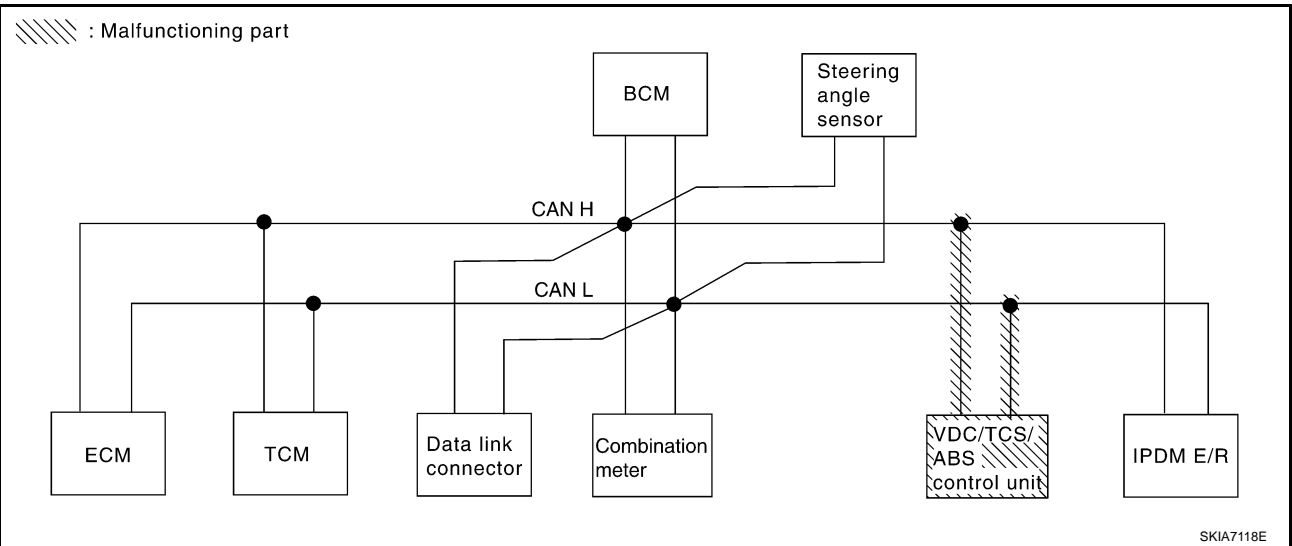 : Malfunctioning part
BCM
Steering
angle
sensor
CAN H
CAN L
ECM
TCM
Data link
connector
Combination
meter
VDC/TCS/
ABS
control unit
IPDM E/R
SKIA7118E